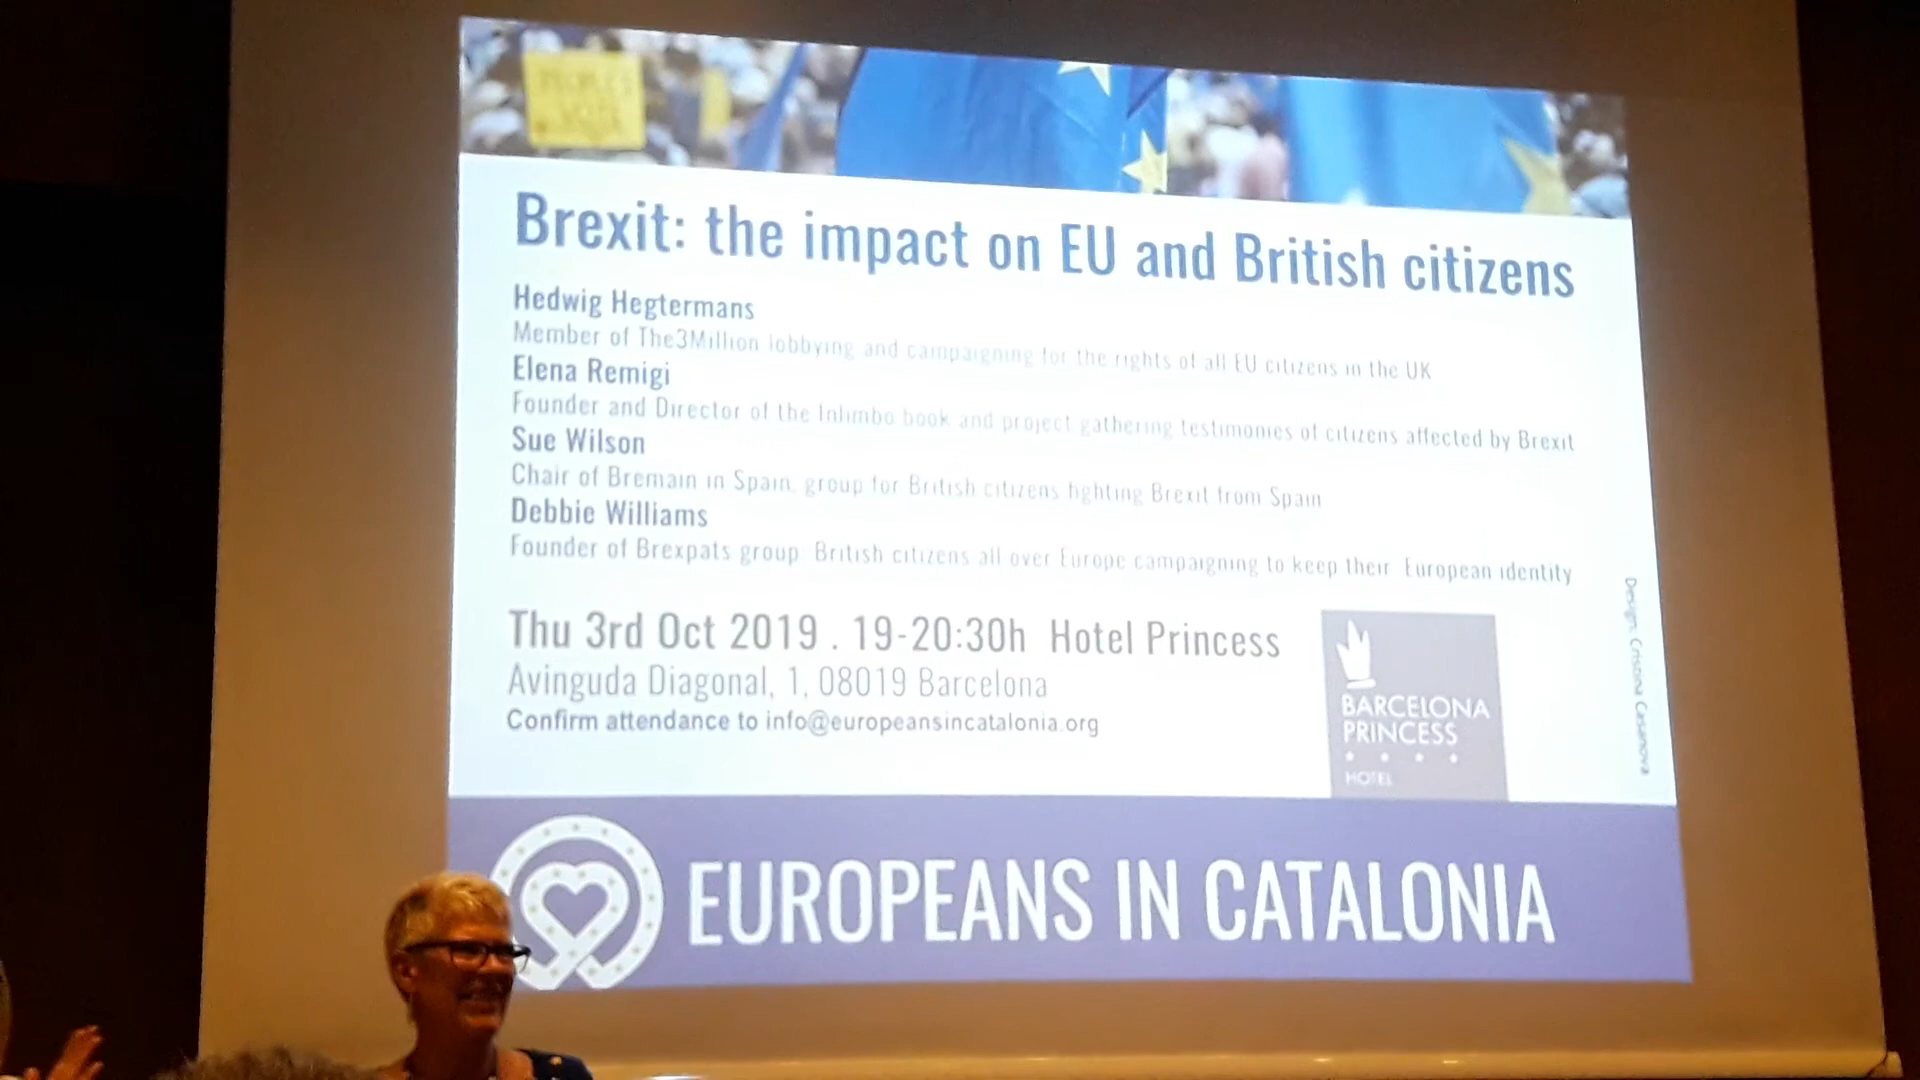 PEOPLE'S
VOTE
Brexit: the impact on EU and British citizens
Hedwig Hegtermans
Member of The3Million lobbying and campaigning for the rights of all EU citizens in the UK
Elena Remigi
Founder and Director of the Inlimbo book and project gathering testimonies of citizens affected by Brexit
Sue Wilson
Chair of Bremain in Spain, group for British citizens fighting Brexit from Spain
Debbie Williams
Founder of Brexpats group British citizens all over Europe campaigning to keep their European identity
Thu 3rd Oct 2019 . 19-20:30h Hotel Princess
Avinguda Diagonal, 1, 08019 Barcelona
Confirm attendance to info@europeansincatalonia.org
BARCELONA
PRINCESS
HOTEL
Design: Cristina Casanova
EUROPEANS IN CATALONIA